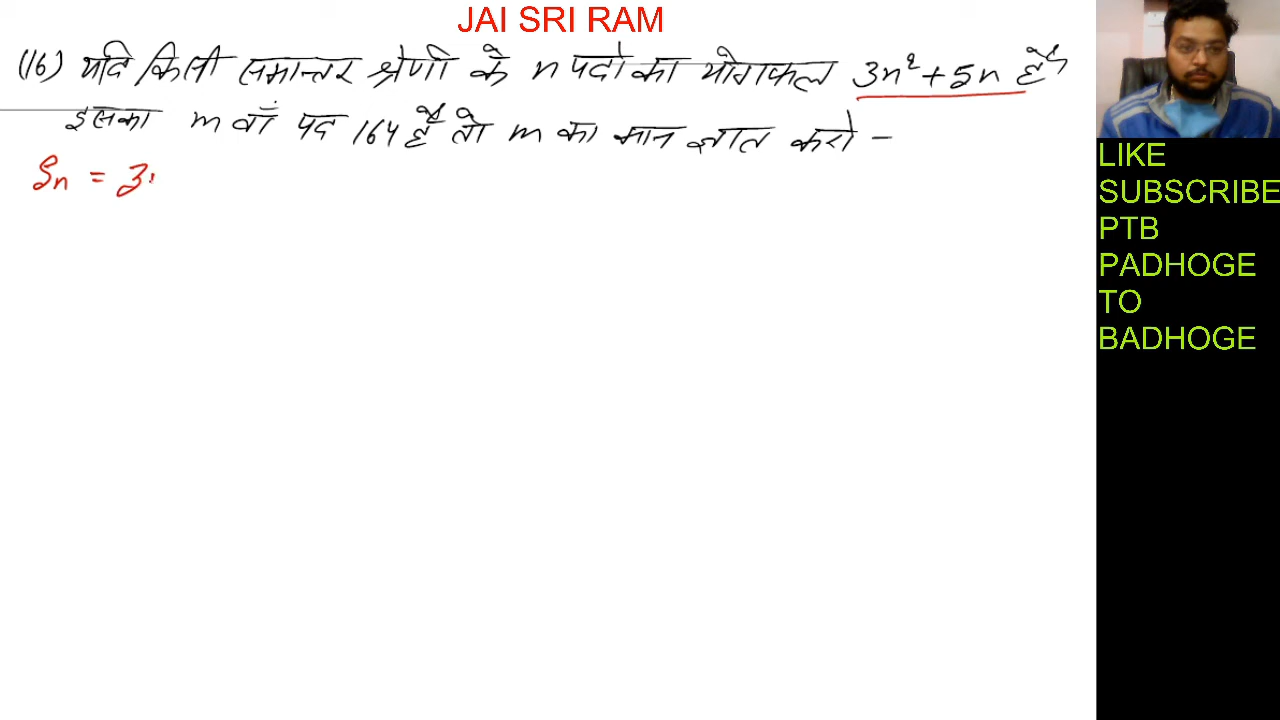 JAI SRI RAM
(16) यदि किसी समान्तर श्रेणी के n पदो का योगफल 3n² + 5n है
इसका m वाँ पद 164 है तो m का मान ज्ञात करो -
Sn = 3
LIKE
SUBSCRIBE
PTB
PADHOGE
TO
BADHOGE